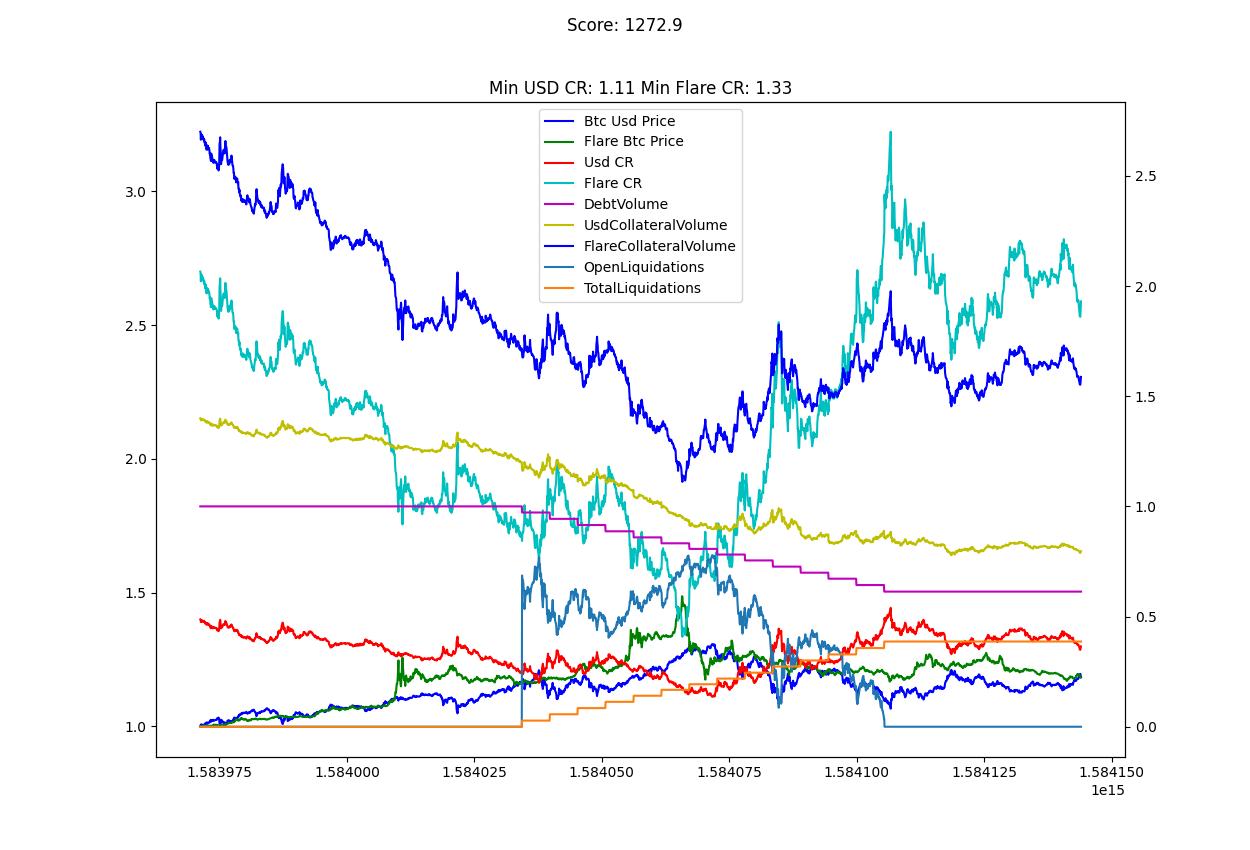 Score: 1272.9
Min USD CR: 1.11 Min Flare CR: 1.33
Btc Usd Price
Flare Btc Price
Usd CR
Flare CR
DebtVolume
UsdCollateralVolume
FlareCollateralVolume
OpenLiquidations
TotalLiquidations
3.0
2.5
2.0
1.5
1.0
2.5
2.0
1.5
1.0
0.5
0.0
1.583975 1.584000 1.584025 1.584050 1.584075 1.584100 1.584125 1.584150
1e15